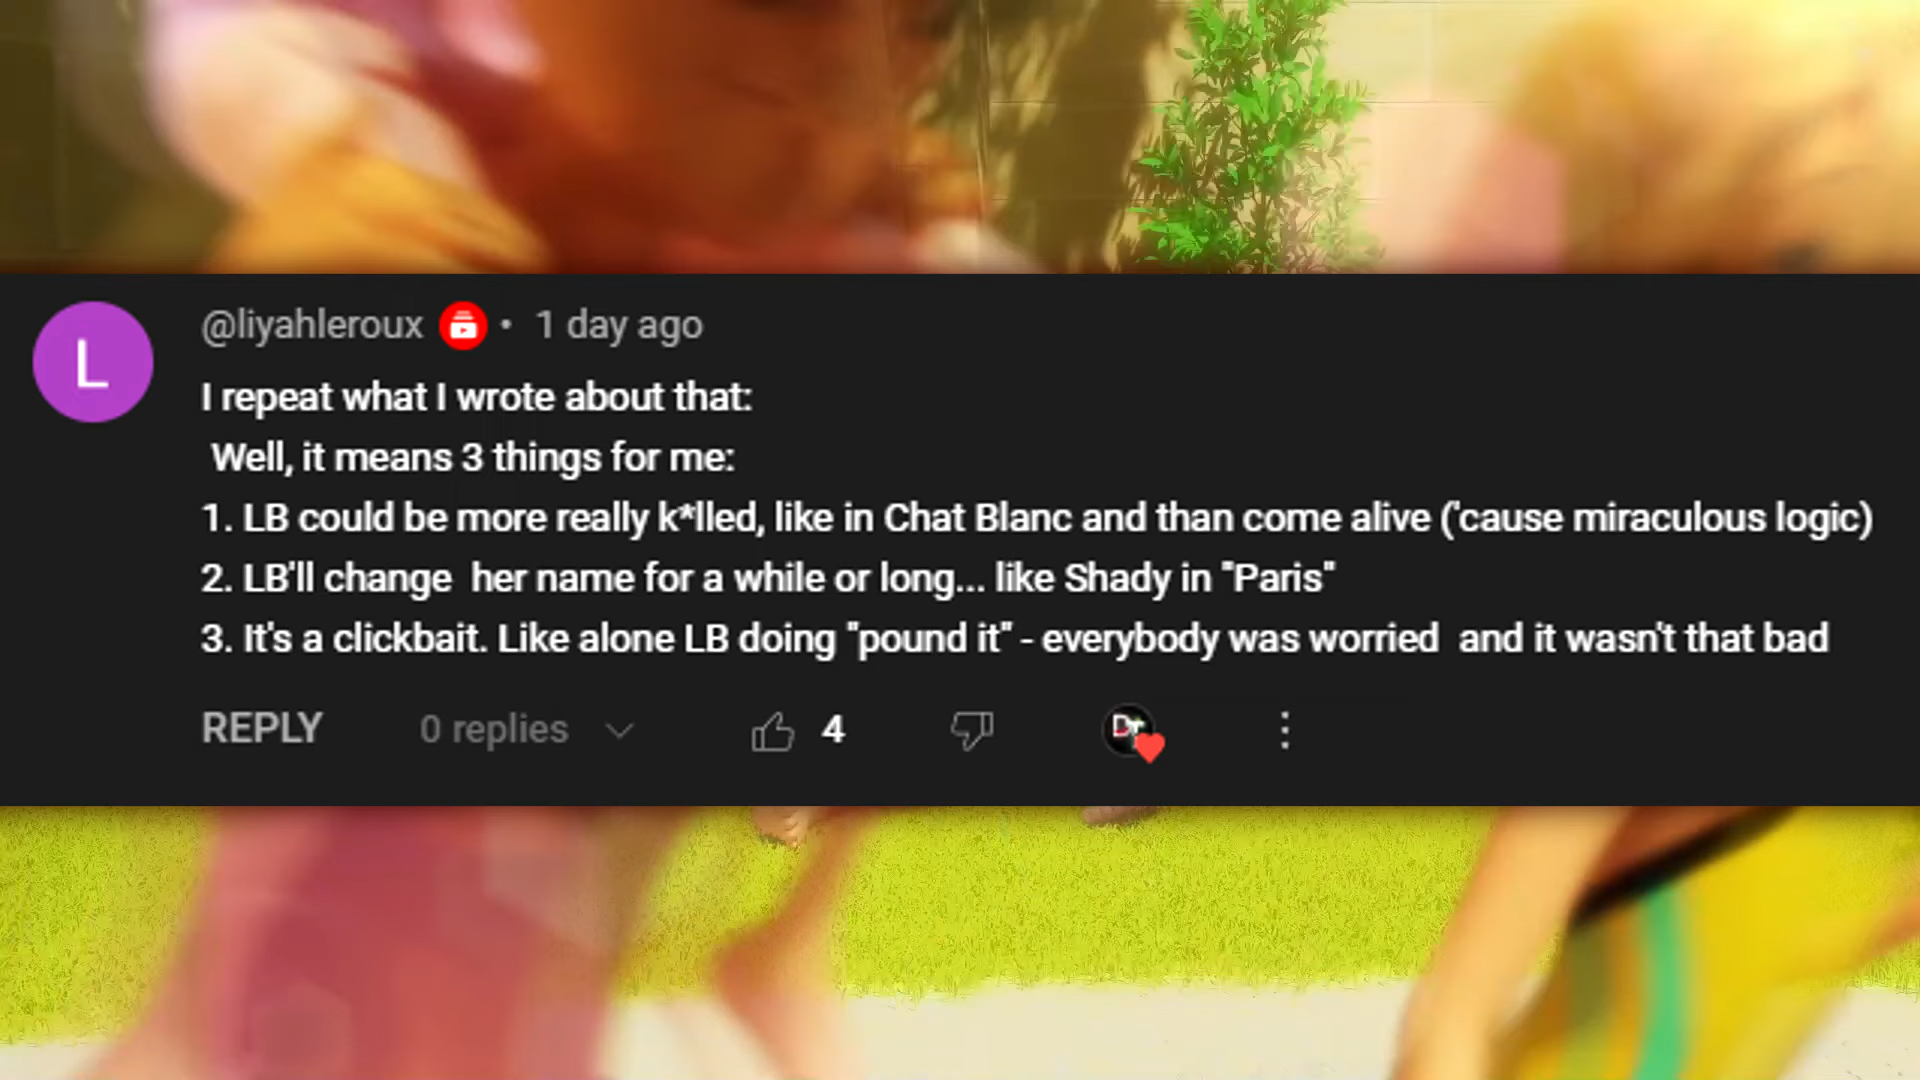 L
@liyahleroux • 1 day ago
I repeat what I wrote about that:
Well, it means 3 things for me:
1. LB could be more really k*lled, like in Chat Blanc and than come alive ('cause miraculous logic)
2. LB'll change  her name for a while or long... like Shady in "Paris"
3. It's a clickbait. Like alone LB doing "pound it" - everybody was worried  and it wasn't that bad
REPLY 0 replies 4